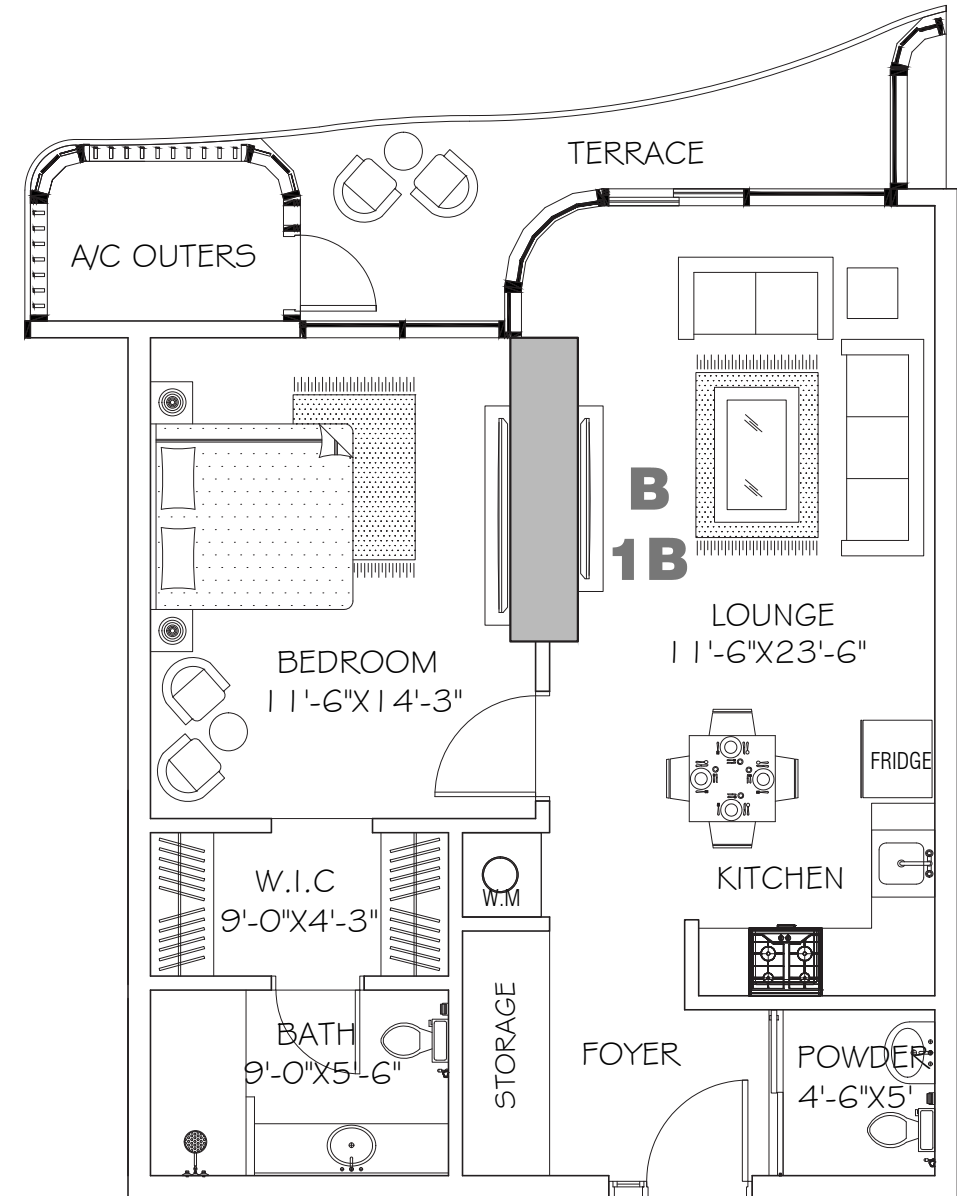 TERRACE
A/C OUTERS
B
1B
LOUNGE
11'-6"X23'-6"
BEDROOM
11'-6"X14'-3"
FRIDGE
KITCHEN
W.I.C
9'-0"X4'-3"
W.M
STORAGE
BATH
9'-0"X5'-6"
FOYER
POWDER
4'-6"X5'